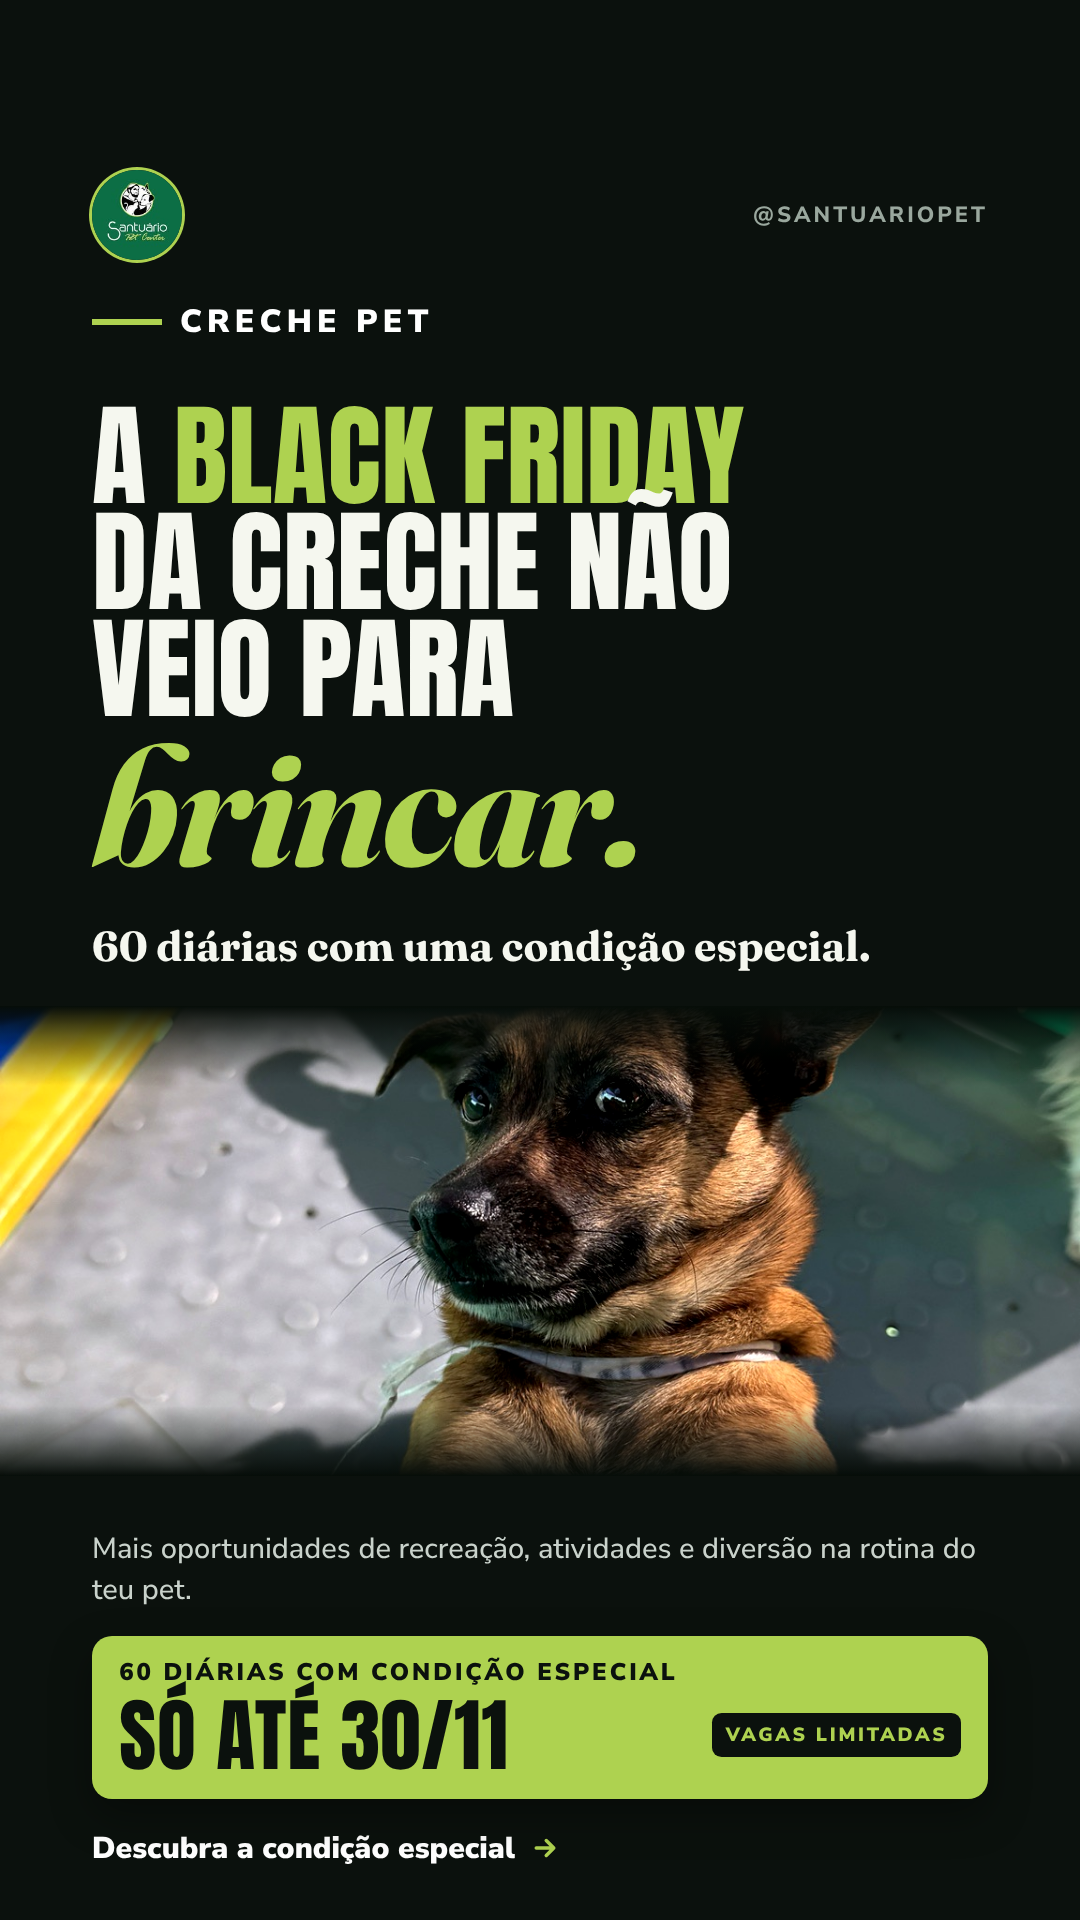 Santuário
Pet Center
@SANTUARIOPET
CRECHE PET
A BLACK FRIDAY
DA CRECHE NÃO
VEIO PARA
brincar.
60 diárias com uma condição especial.
Mais oportunidades de recreação, atividades e diversão na rotina do
teu pet.
60 DIÁRIAS COM CONDIÇÃO ESPECIAL
SÓ ATÉ 30/11
VAGAS LIMITADAS
Descubra a condição especial →